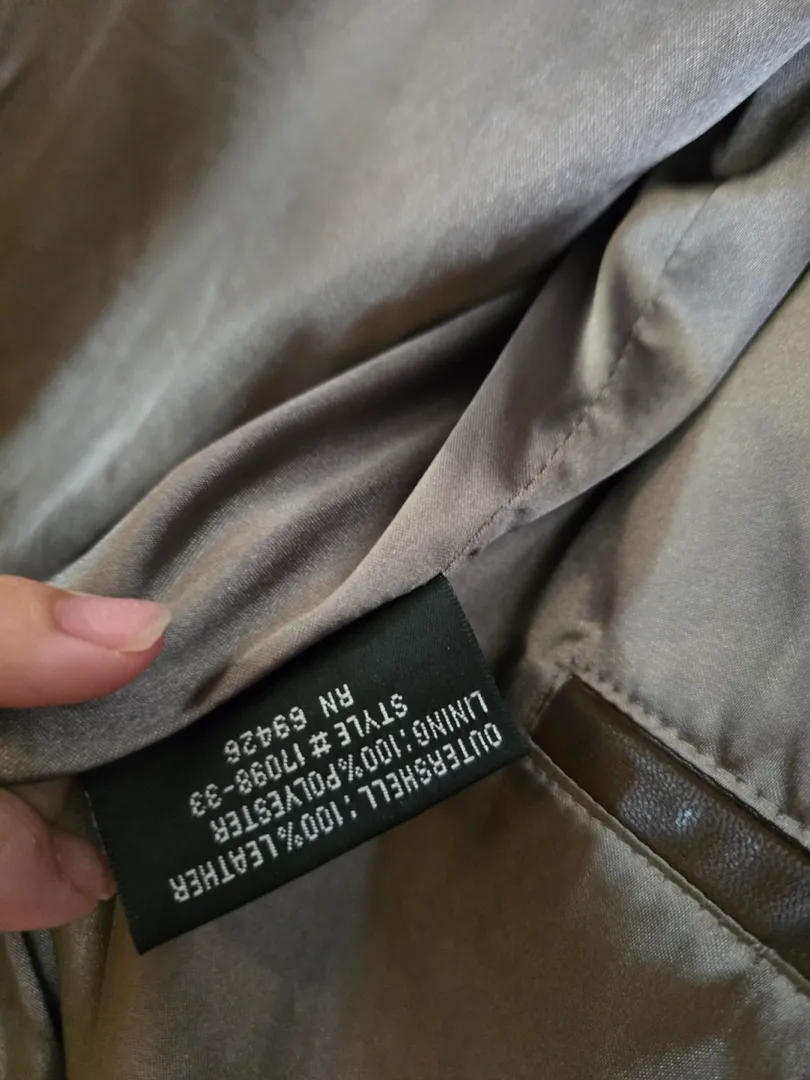 OUTERSHELL:100%LEATHER
LINING:100%POLYESTER
STYLE# 17098-33
RN 69426